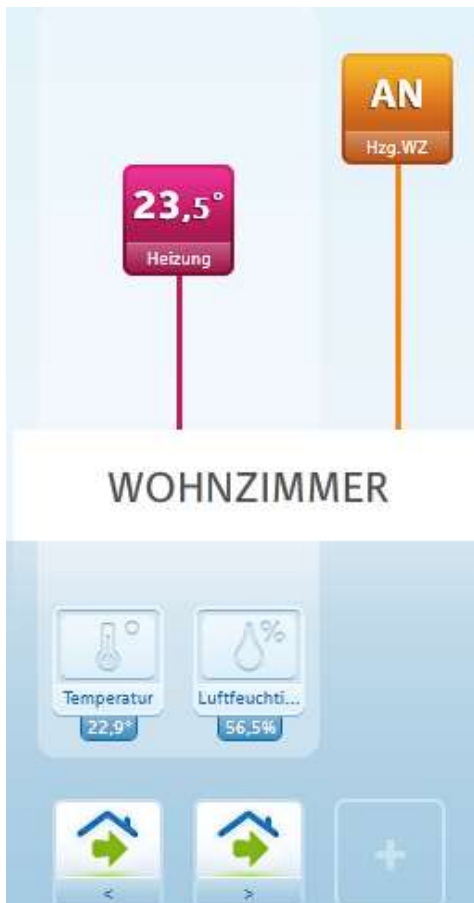 AN
Hzg.WZ
23,5°
Heizung
WOHNZIMMER
°
%
Temperatur
Luftfeuchti...
22,9°
56,5%
+
<
>